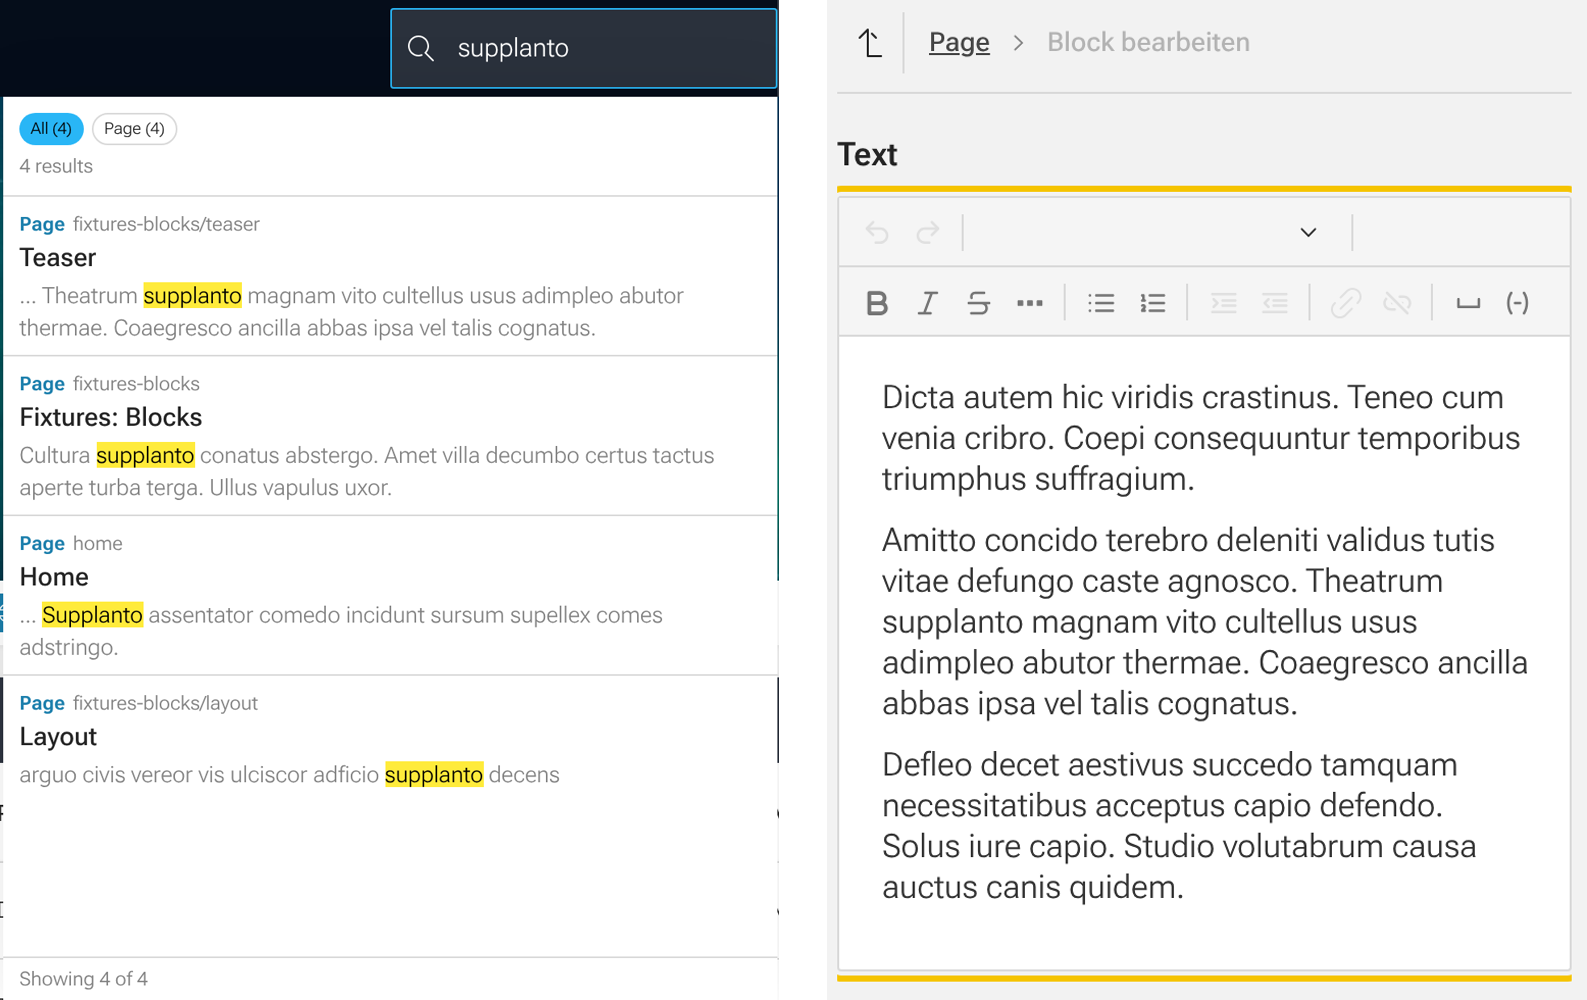 supplanto
All (4) Page (4)
4 results
Page fixtures-blocks/teaser
Teaser
... Theatrum supplanto magnam vito cultellus usus adimpleo abutor
thermae. Coaegresco ancilla abbas ipsa vel talis cognatus.
Page fixtures-blocks
Fixtures: Blocks
Cultura supplanto conatus abstergo. Amet villa decumbo certus tactus
aperte turba terga. Ullus vapulus uxor.
Page home
Home
... Supplanto assentator comedo incidunt sursum supellex comes
adstringo.
Page fixtures-blocks/layout
Layout
arguo civis vereor vis ulciscor adficio supplanto decens
Showing 4 of 4
Page > Block bearbeiten
Text
Dicta autem hic viridis crastinus. Teneo cum
venia cribro. Coepi consequuntur temporibus
triumphus suffragium.
Amitto concido terebro deleniti validus tutis
vitae defungo caste agnosco. Theatrum
supplanto magnam vito cultellus usus
adimpleo abutor thermae. Coaegresco ancilla
abbas ipsa vel talis cognatus.
Defleo decet aestivus succedo tamquam
necessitatibus acceptus capio defendo.
Solus iure capio. Studio volutabrum causa
auctus canis quidem.